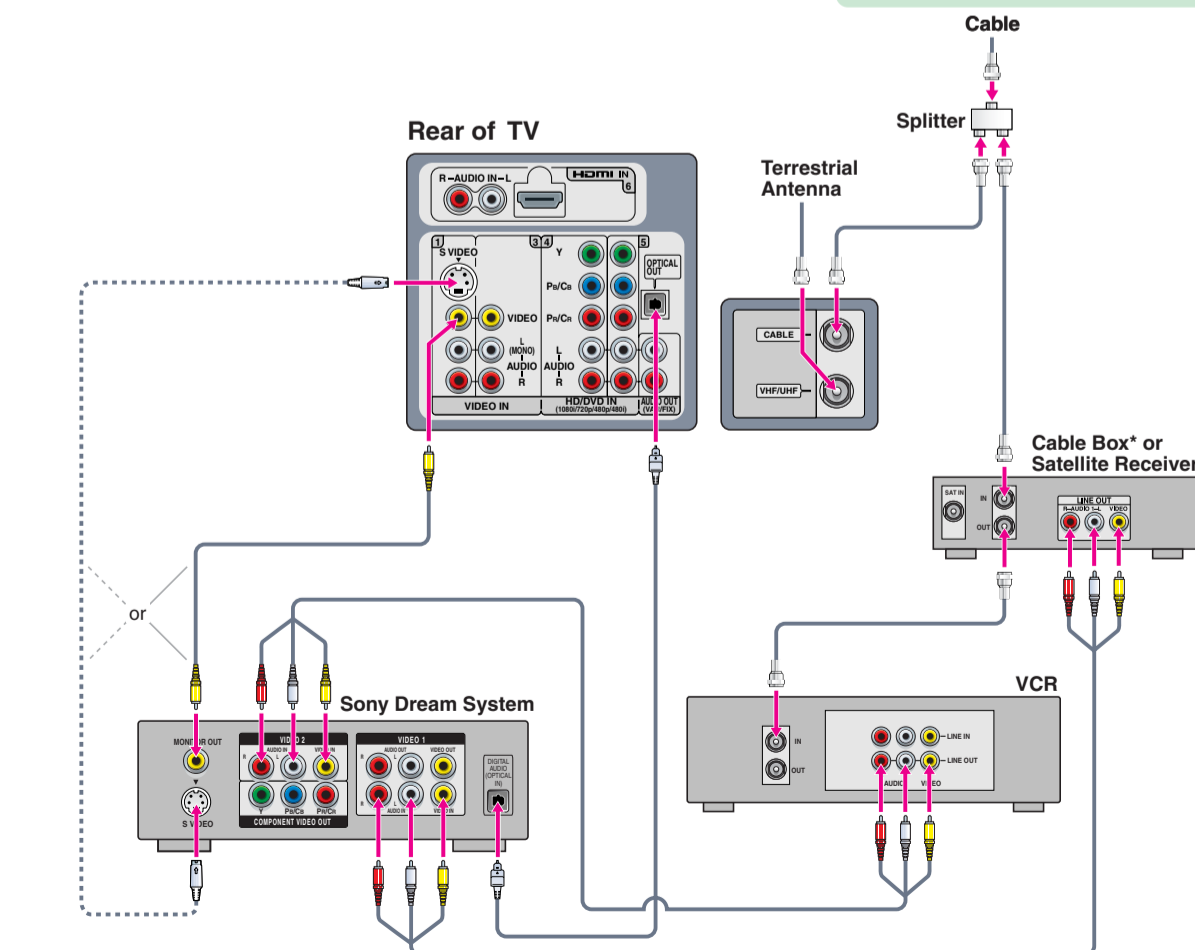 Cable
Splitter
Rear of TV
Terrestrial
Antenna
R–AUDIO IN–L
HDMI IN
6
1
3
4
5
S VIDEO
Y
OPTICAL
OUT
PB/CB
PR/CR
VIDEO
L
(MONO)
AUDIO
R
L
AUDIO
R
VIDEO IN
HD/DVD IN
(1080i/720p/480p/480i)
AUDIO OUT
(VAR/FIX)
CABLE
VHF/UHF
Cable Box* or
Satellite Receiver
SAT IN
IN
OUT
LINE OUT
R–AUDIO 1–L
VIDEO
or
Sony Dream System
MONITOR OUT
S VIDEO
VIDEO 2
AUDIO IN
R
L
VIDEO IN
Y
PB/CB
PR/CR
COMPONENT VIDEO OUT
VIDEO 1
AUDIO OUT
VIDEO OUT
R
L
R
L
AUDIO IN
VIDEO IN
DIGITAL
AUDIO
(OPTICAL
IN)
VCR
IN
OUT
LINE IN
LINE OUT
AUDIO
VIDEO